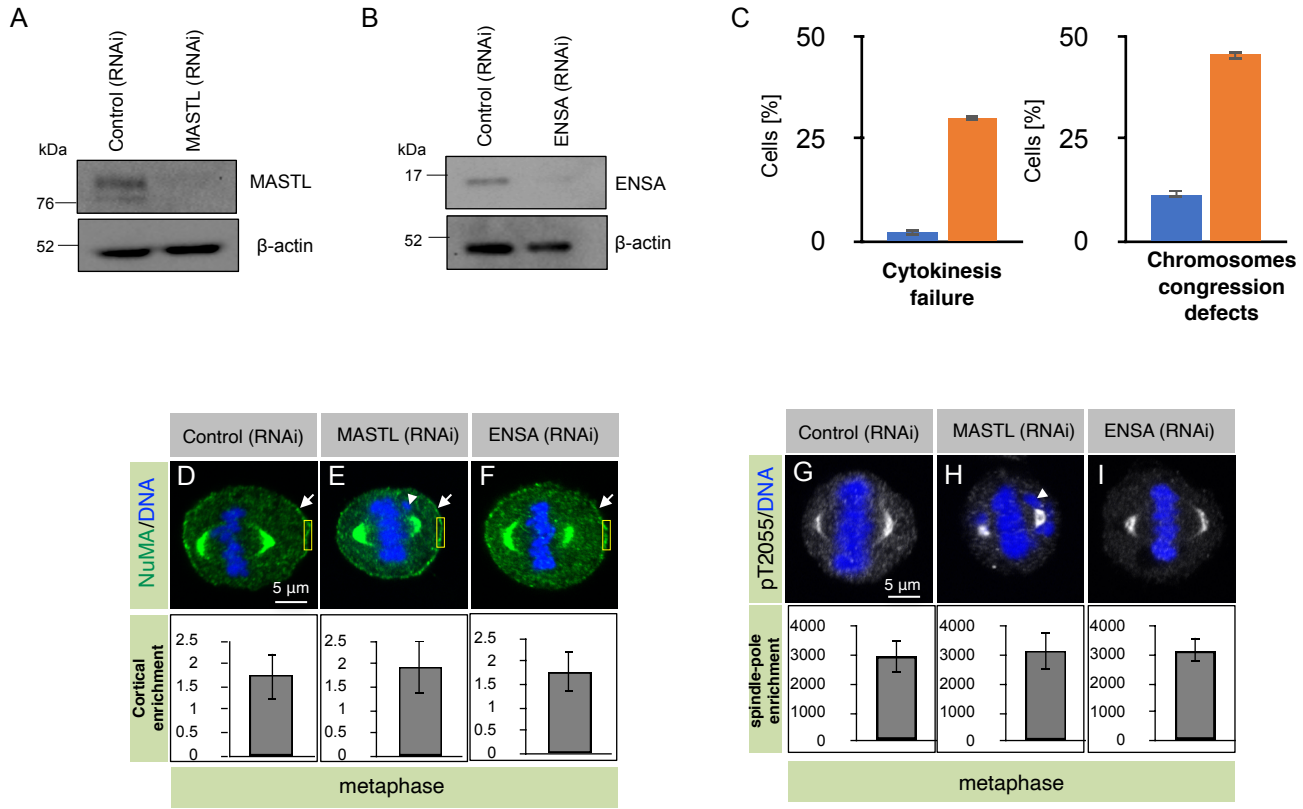 A
Control (RNAi)
MASTL (RNAi)
kDa
MASTL
76
52
β-actin
B
Control (RNAi)
ENSA (RNAi)
kDa
17
ENSA
52
β-actin
C
50
25
0
Cells [%]
Cytokinesis
failure
50
25
0
Cells [%]
Chromosomes
congression
defects
Control (RNAi)
MASTL (RNAi)
ENSA (RNAi)
NuMA/DNA
D
5 µm
E
F
Cortical
enrichment
2.5
2
1.5
1
0.5
0
2.5
2
1.5
1
0.5
0
2.5
2
1.5
1
0.5
0
metaphase
Control (RNAi)
MASTL (RNAi)
ENSA (RNAi)
pT2055/DNA
G
5 µm
H
I
spindle-pole
enrichment
4000
3000
2000
1000
0
4000
3000
2000
1000
0
4000
3000
2000
1000
0
metaphase